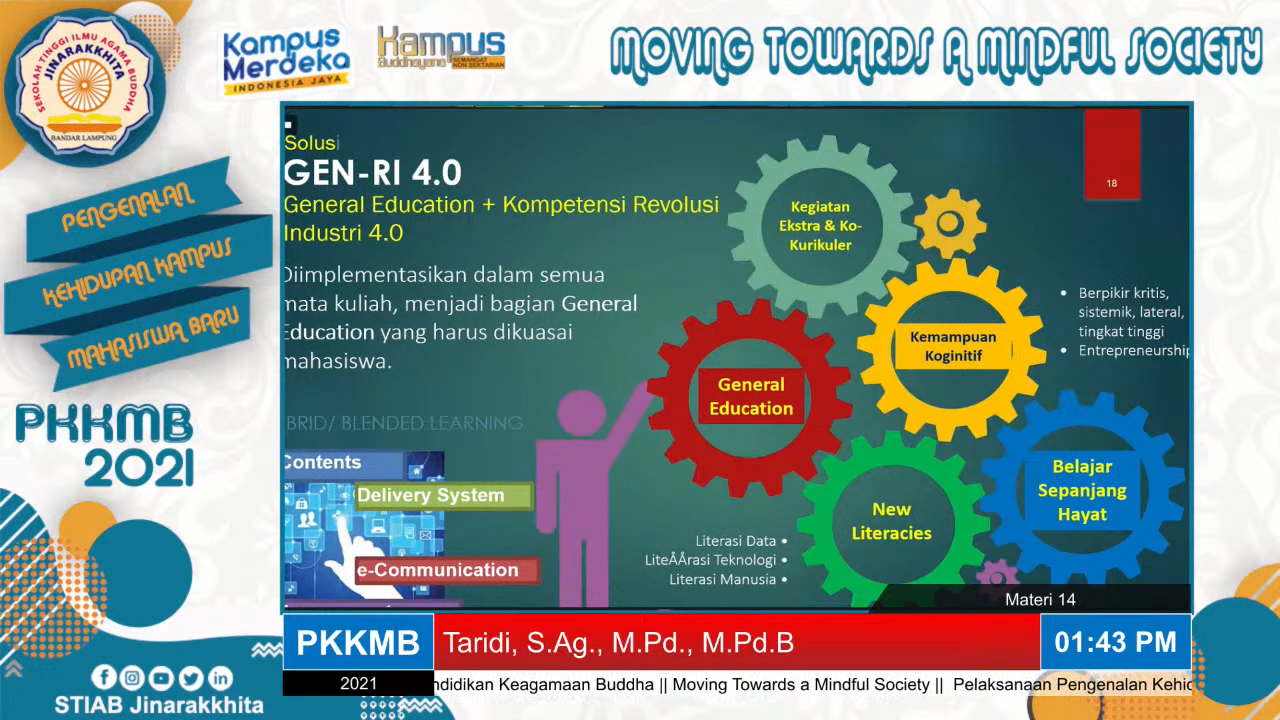 SEKOLAH TINGGI ILMU AGAMA BUDDHA
JINARAKKHITA
BANDAR LAMPUNG
Kampus
Merdeka
INDONESIA JAYA
Kampus
Buddhayana
SEMANGAT
NON SEKTARIAN
MOVING TOWARDS A MINDFUL SOCIETY
PENGENALAN
KEHIDUPAN KAMPUS
MAHASISWA BARU
PKKMB
2021
STIAB Jinarakkhita
18
Solusi
GEN-RI 4.0
General Education + Kompetensi Revolusi
Industri 4.0
Diimplementasikan dalam semua
mata kuliah, menjadi bagian General
Education yang harus dikuasai
mahasiswa.
BRID/ BLENDED LEARNING
Contents
Delivery System
e-Communication
Kegiatan
Ekstra & Ko-
Kurikuler
Kemampuan
Koginitif
• Berpikir kritis,
sistemik, lateral,
tingkat tinggi
• Entrepreneurship
General
Education
Belajar
Sepanjang
Hayat
New
Literacies
Literasi Data •
LiteÅÅrasi Teknologi •
Literasi Manusia •
Materi 14
PKKMB
Taridi, S.Ag., M.Pd., M.Pd.B
01:43 PM
2021
ndidikan Keagamaan Buddha || Moving Towards a Mindful Society || Pelaksanaan Pengenalan Kehid